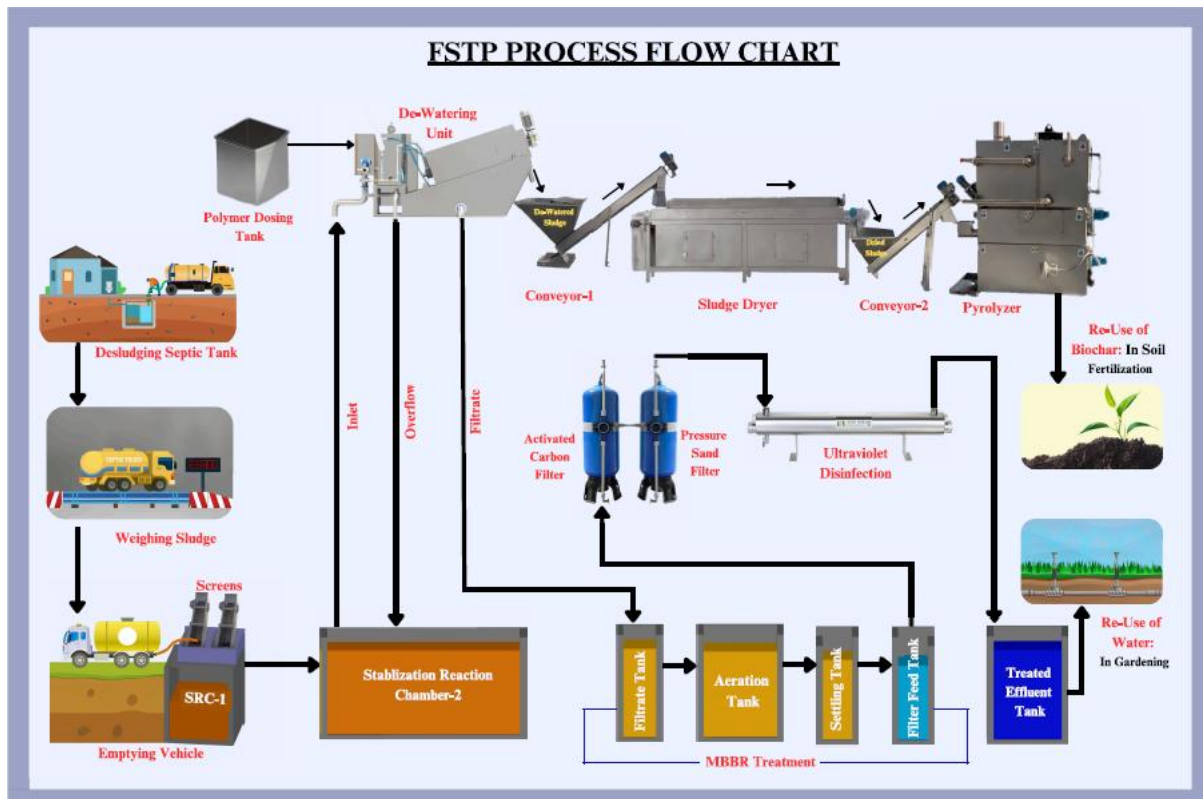 FSTP PROCESS FLOW CHART
De-Watering
Unit
Polymer Dosing
Tank
De-Watered
Sludge
Conveyor-1
Sludge Dryer
Dried
Sludge
Conveyor-2
Pyrolyzer
Desludging Septic Tank
Re-Use of
Biochar: In Soil
Fertilization
Inlet
Overflow
Filtrate
Activated
Carbon
Filter
Pressure
Sand
Filter
Ultraviolet
Disinfection
Weighing Sludge
Screens
SRC-1
Emptying Vehicle
Stablization Reaction
Chamber-2
Filtrate Tank
Aeration
Tank
Settling Tank
Filter Feed Tank
MBBR Treatment
Treated
Effluent
Tank
Re-Use of
Water:
In Gardening